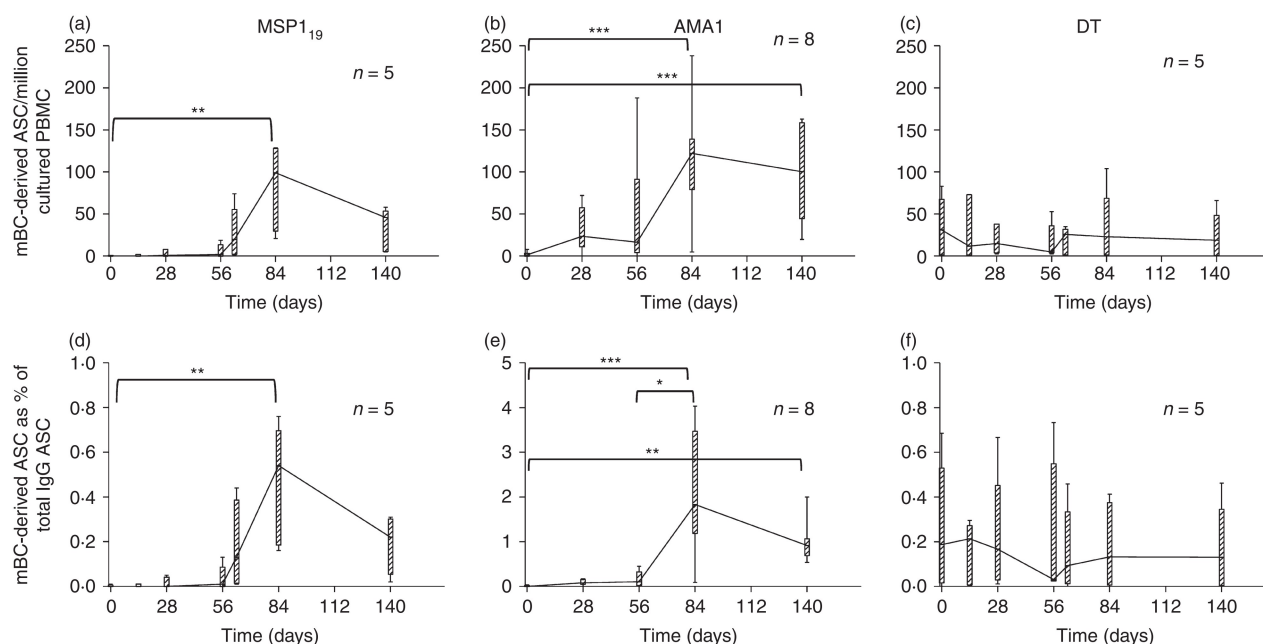 (a)
MSP1₁₉
(b)
AMA1
(c)
DT
mBC-derived ASC/million
cultured PBMC
250
200
150
100
50
0
n = 5
**
0 28 56 84 112 140
Time (days)
250
200
150
100
50
0
***
n = 8
***
0 28 56 84 112 140
Time (days)
250
200
150
100
50
0
n = 5
0 28 56 84 112 140
Time (days)
(d)
(e)
(f)
mBC-derived ASC as % of
total IgG ASC
1·0
0·8
0·6
0·4
0·2
0·0
**
n = 5
0 28 56 84 112 140
Time (days)
5
4
3
2
1
0
***
*
n = 8
**
0 28 56 84 112 140
Time (days)
1·0
0·8
0·6
0·4
0·2
0·0
n = 5
0 28 56 84 112 140
Time (days)